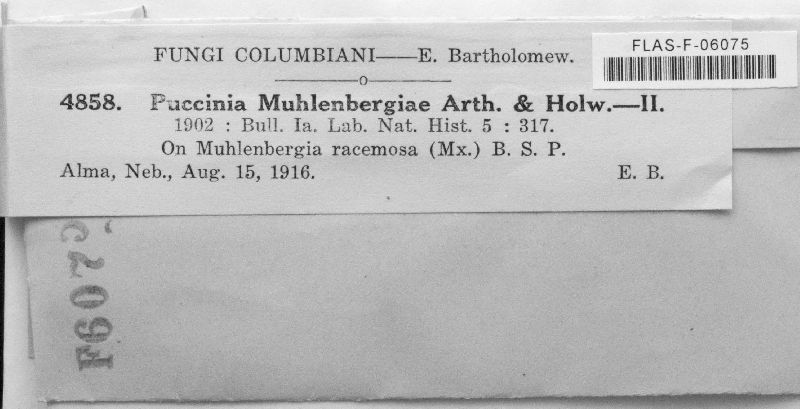 FLAS-F-06075
FUNGI COLUMBIANI——E. Bartholomew.
4858. Puccinia Muhlenbergiae Arth. & Holw.—II.
1902 : Bull. Ia. Lab. Nat. Hist. 5 : 317.
On Muhlenbergia racemosa (Mx.) B. S. P.
Alma, Neb., Aug. 15, 1916. E. B.
F6075